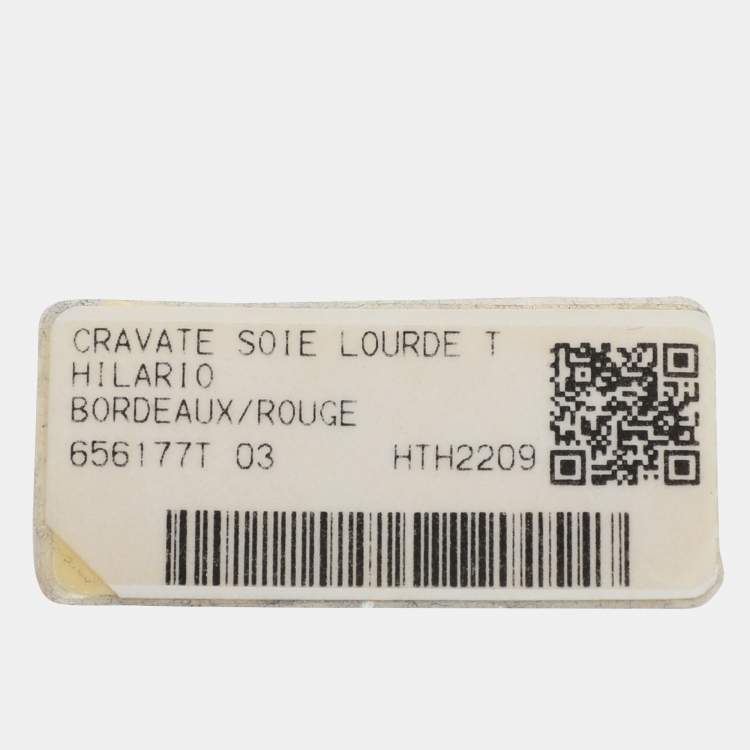 CRAVATE SOIE LOURDE T
HILARIO
BORDEAUX/ROUGE
656177T 03 HTH2209